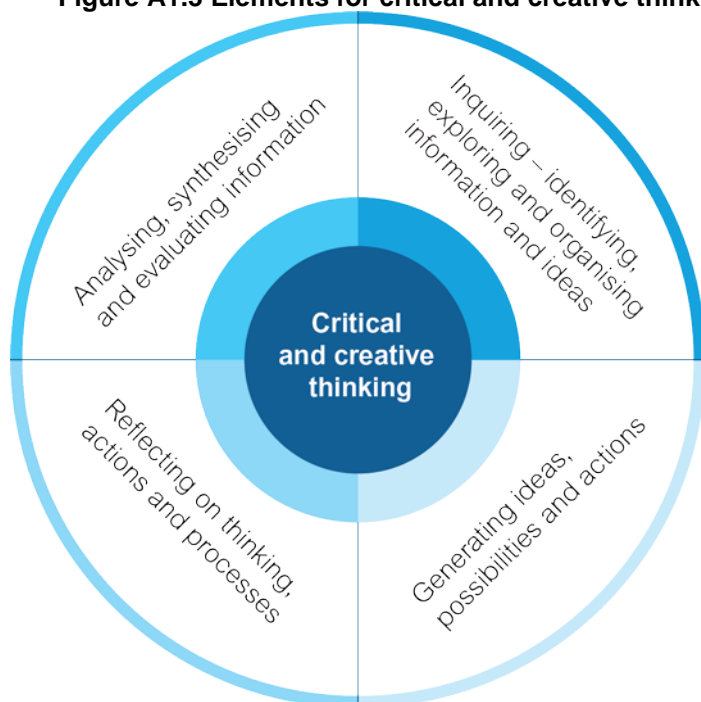 Figure A1.3 Elements for critical and creative think
Analysing, synthesising
and evaluating information
Inquiring – identifying,
exploring and organising
information and ideas
Critical
and creative
thinking
Reflecting on thinking,
actions and processes
Generating ideas,
possibilities and actions